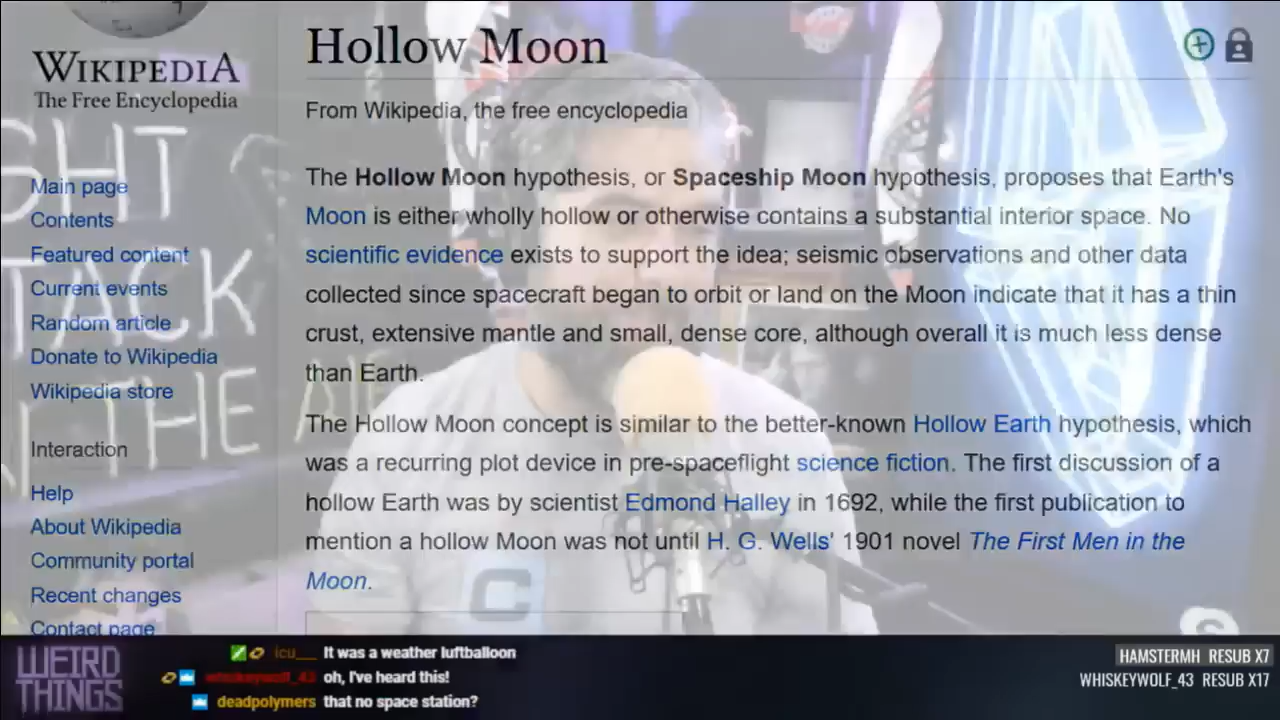 Hollow Moon
WIKIPEDIA
The Free Encyclopedia
From Wikipedia, the free encyclopedia
The Hollow Moon hypothesis, or Spaceship Moon hypothesis, proposes that Earth's
Moon is either wholly hollow or otherwise contains a substantial interior space. No
scientific evidence exists to support the idea; seismic observations and other data
collected since spacecraft began to orbit or land on the Moon indicate that it has a thin
crust, extensive mantle and small, dense core, although overall it is much less dense
than Earth.
The Hollow Moon concept is similar to the better-known Hollow Earth hypothesis, which
was a recurring plot device in pre-spaceflight science fiction. The first discussion of a
hollow Earth was by scientist Edmond Halley in 1692, while the first publication to
mention a hollow Moon was not until H. G. Wells' 1901 novel The First Men in the
Moon.
Main page
Contents
Featured content
Current events
Random article
Donate to Wikipedia
Wikipedia store
Interaction
Help
About Wikipedia
Community portal
Recent changes
Contact page
GHT
TACK
THE
C
S
WEIRD
THINGS
icu__ It was a weather luftballoon
whiskeywolf_43 oh, I've heard this!
deadpolymers that no space station?
HAMSTERMH RESUB X7
WHISKEYWOLF_43 RESUB X17